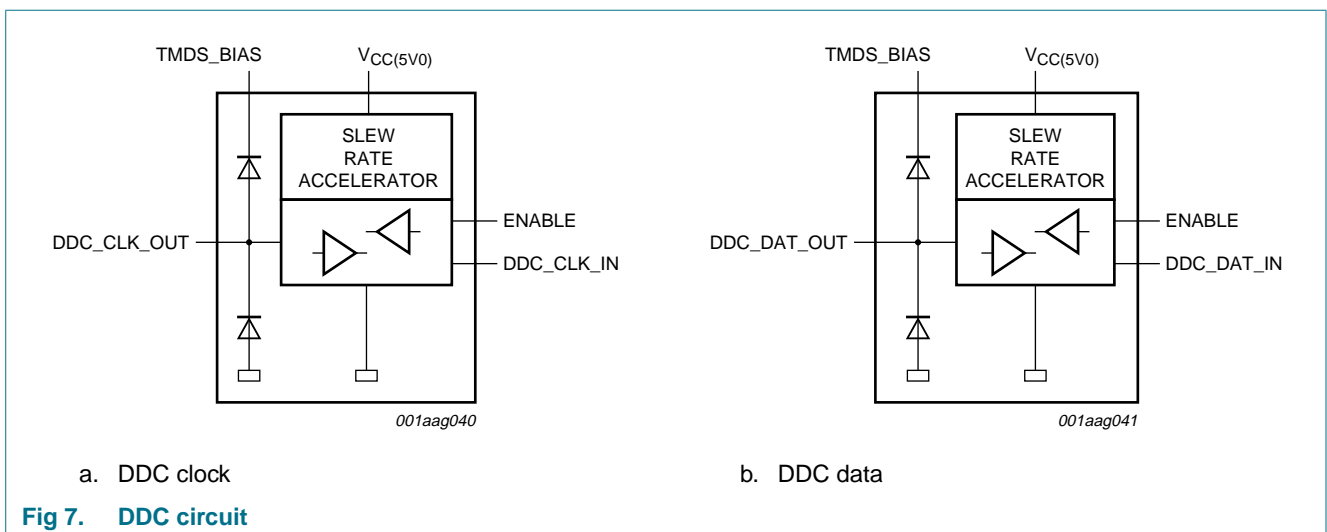 TMDS_BIAS
VCC(5V0)
SLEW
RATE
ACCELERATOR
ENABLE
DDC_CLK_OUT
DDC_CLK_IN
001aag040
a. DDC clock
TMDS_BIAS
VCC(5V0)
SLEW
RATE
ACCELERATOR
ENABLE
DDC_DAT_OUT
DDC_DAT_IN
001aag041
b. DDC data
Fig 7. DDC circuit